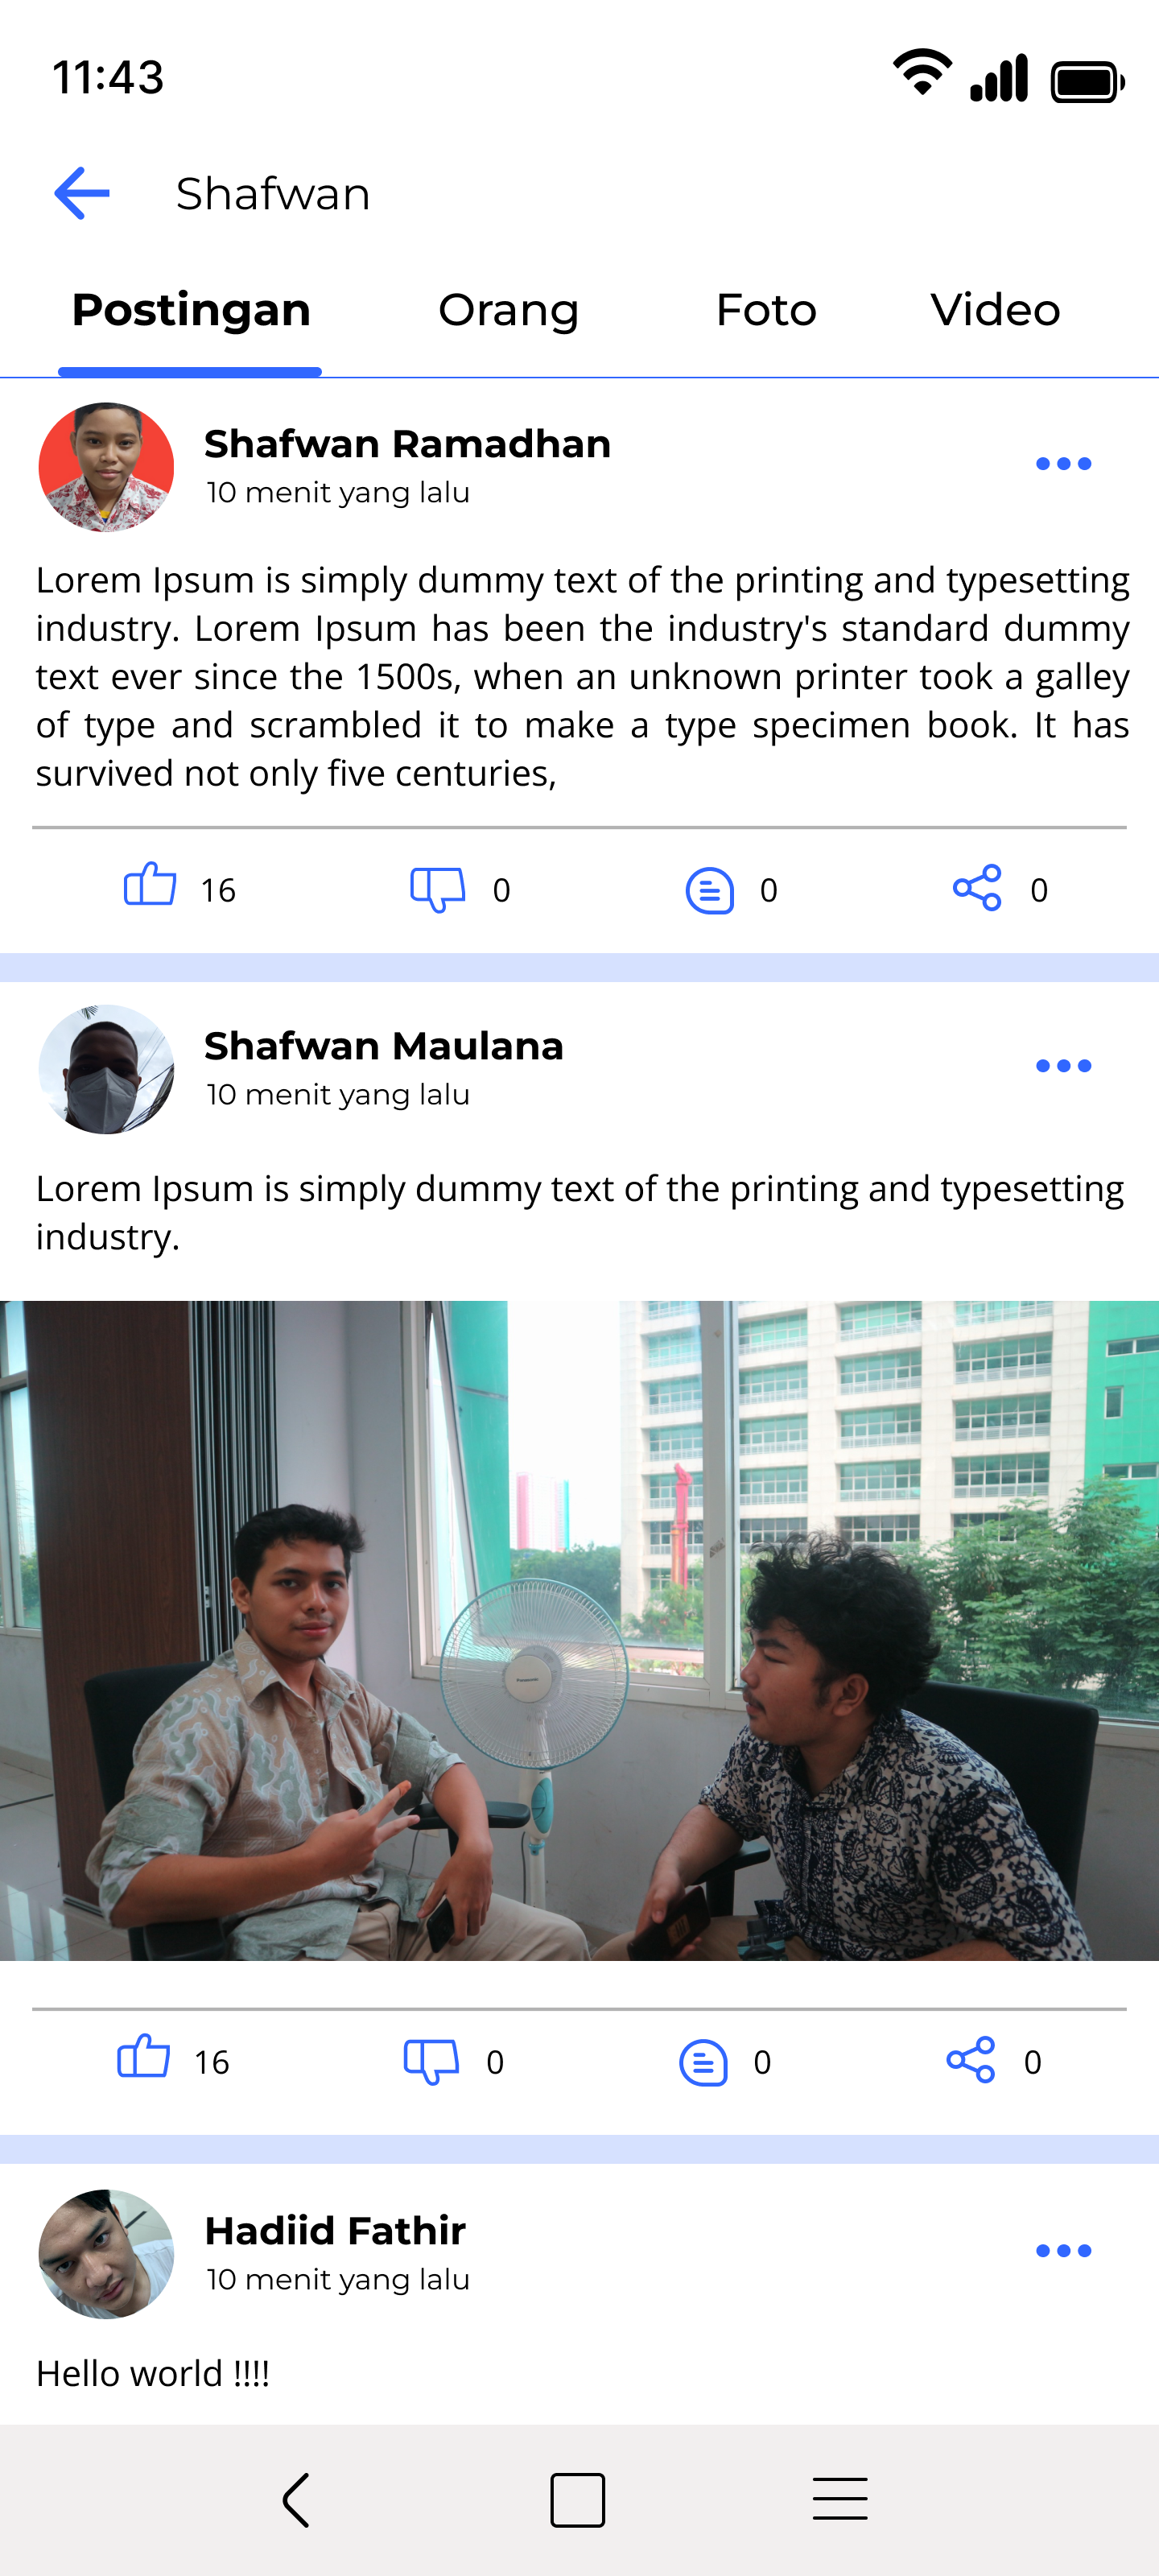 11:43
Shafwan
Postingan Orang Foto Video
Shafwan Ramadhan
10 menit yang lalu
Lorem Ipsum is simply dummy text of the printing and typesetting
industry. Lorem Ipsum has been the industry's standard dummy
text ever since the 1500s, when an unknown printer took a galley
of type and scrambled it to make a type specimen book. It has
survived not only five centuries,
16 0 0 0
Shafwan Maulana
10 menit yang lalu
Lorem Ipsum is simply dummy text of the printing and typesetting
industry.
Panasonic
16 0 0 0
Hadiid Fathir
10 menit yang lalu
Hello world !!!!